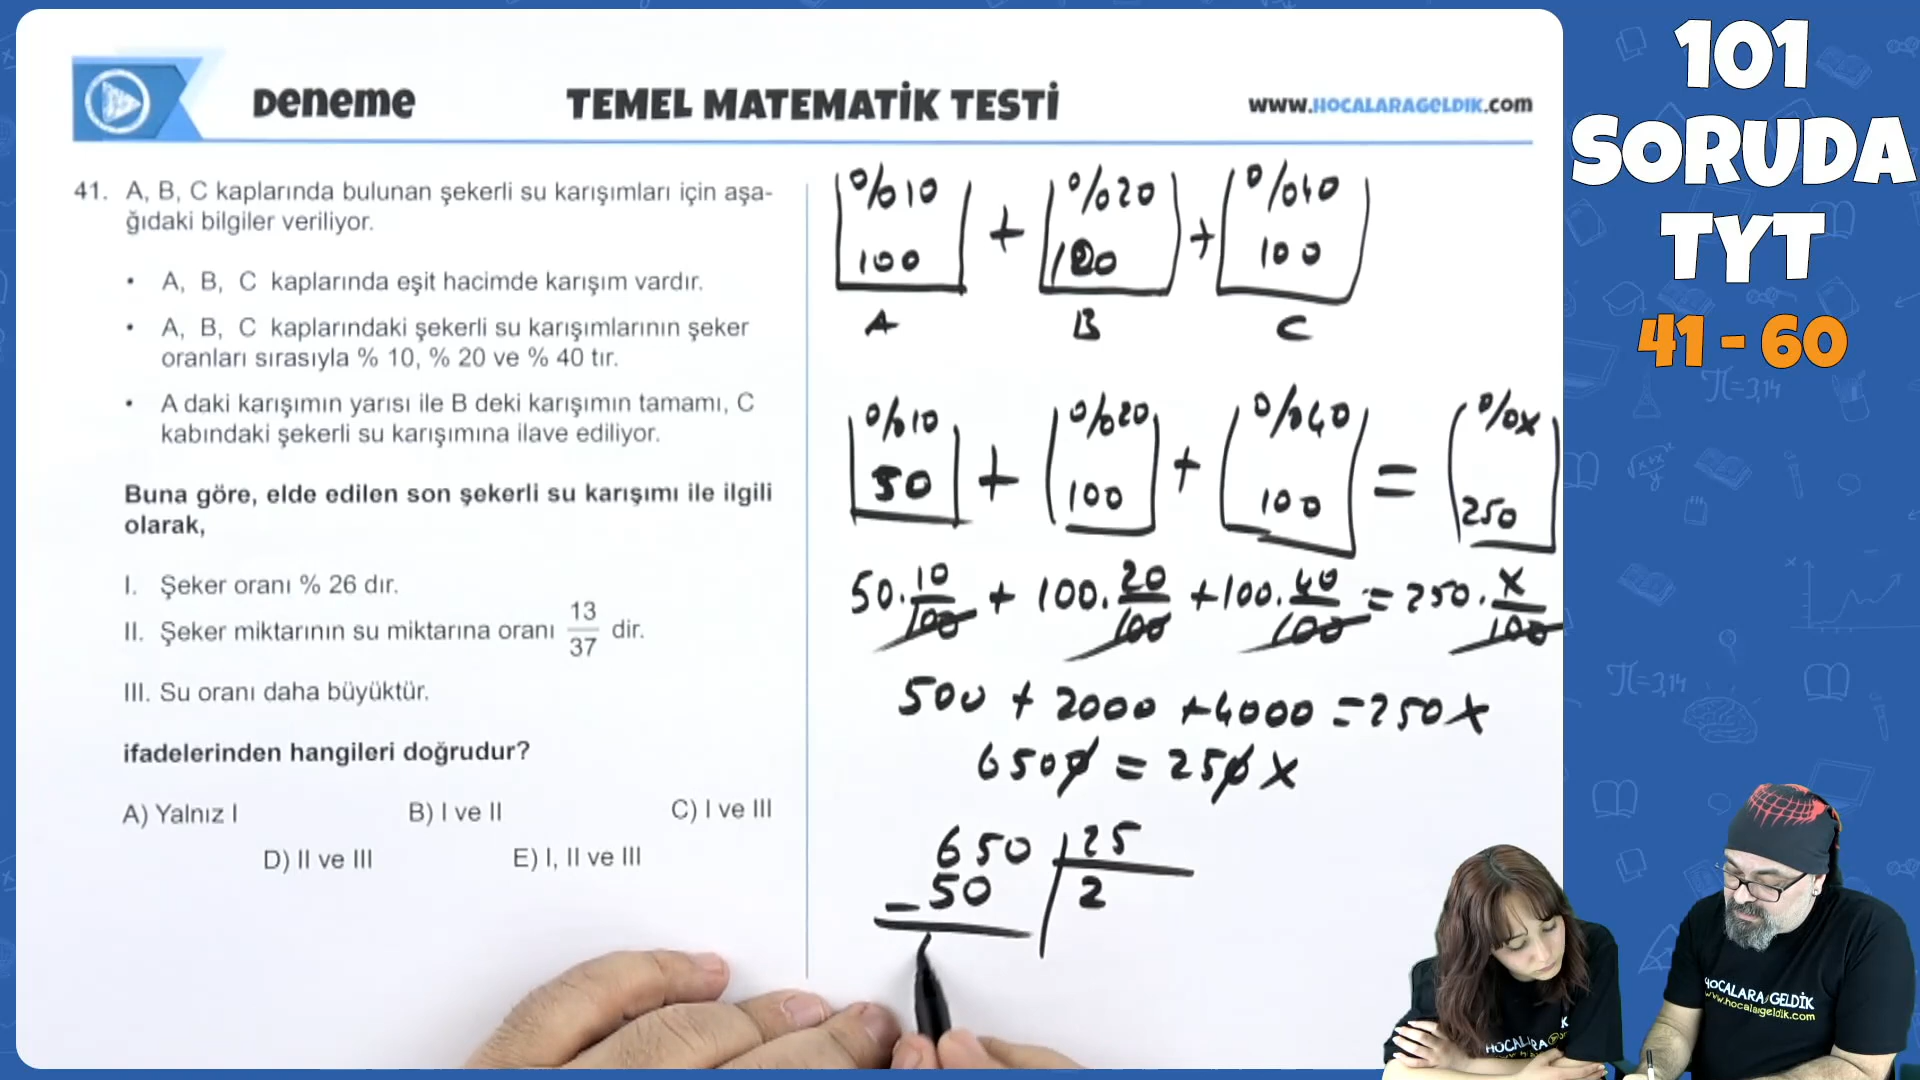 Deneme
TEMEL MATEMATİK TESTİ
www.HOCALARAGELDIK.com
41. A, B, C kaplarında bulunan şekerli su karışımları için aşa-
ğıdaki bilgiler veriliyor.
• A, B, C kaplarında eşit hacimde karışım vardır.
• A, B, C kaplarındaki şekerli su karışımlarının şeker
oranları sırasıyla % 10, % 20 ve % 40 tır.
• A daki karışımın yarısı ile B deki karışımın tamamı, C
kabındaki şekerli su karışımına ilave ediliyor.
Buna göre, elde edilen son şekerli su karışımı ile ilgili
olarak,
I. Şeker oranı % 26 dır.
II. Şeker miktarının su miktarına oranı 13/37 dir.
III. Su oranı daha büyüktür.
ifadelerinden hangileri doğrudur?
A) Yalnız I B) I ve II C) I ve III
D) II ve III E) I, II ve III
%10 %20 %40
100 + 100 + 100
A B C
%10 %20 %40 %x
50 + 100 + 100 = 250
50.10/100 + 100.20/100 + 100.40/100 = 250.x/100
500 + 2000 + 4000 = 250x
6500 = 250x
650 25
- 50 2
101
SORUDA
TYT
41 - 60
HOCALARA GELDİK
www.hocalarageldik.com